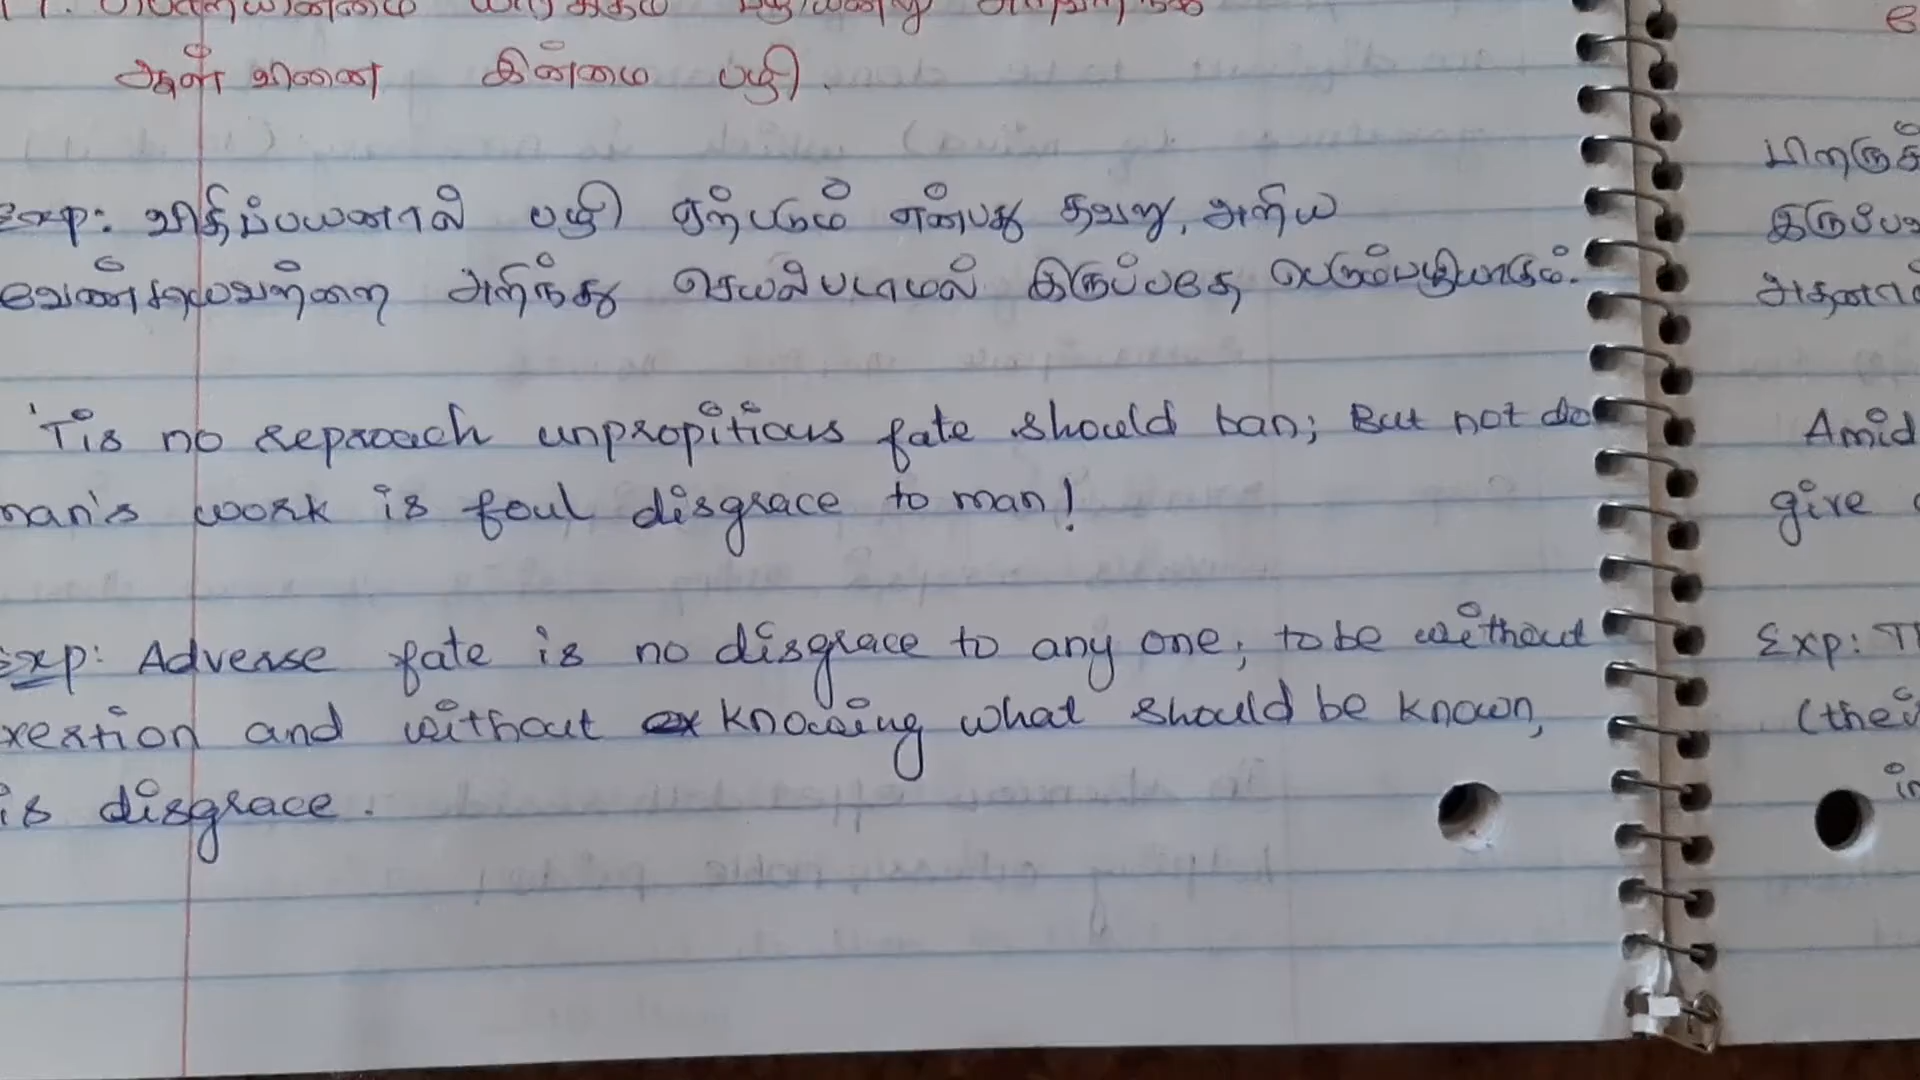 ஆள் வினை இன்மை பழி.
Exp: விதிப்பயனால் பழி ஏற்படும் என்பது தவறு, அறிய
வேண்டியவற்றை அறிந்து செயல்படாமல் இருப்பதே பெரும்பழியாகும்.
'Tis no reproach unpropitious fate should ban; But not do
man's work is foul disgrace to man!
Exp: Adverse fate is no disgrace to any one; to be without
exertion and without knowing what should be known,
is disgrace.
Amid
give
Exp: